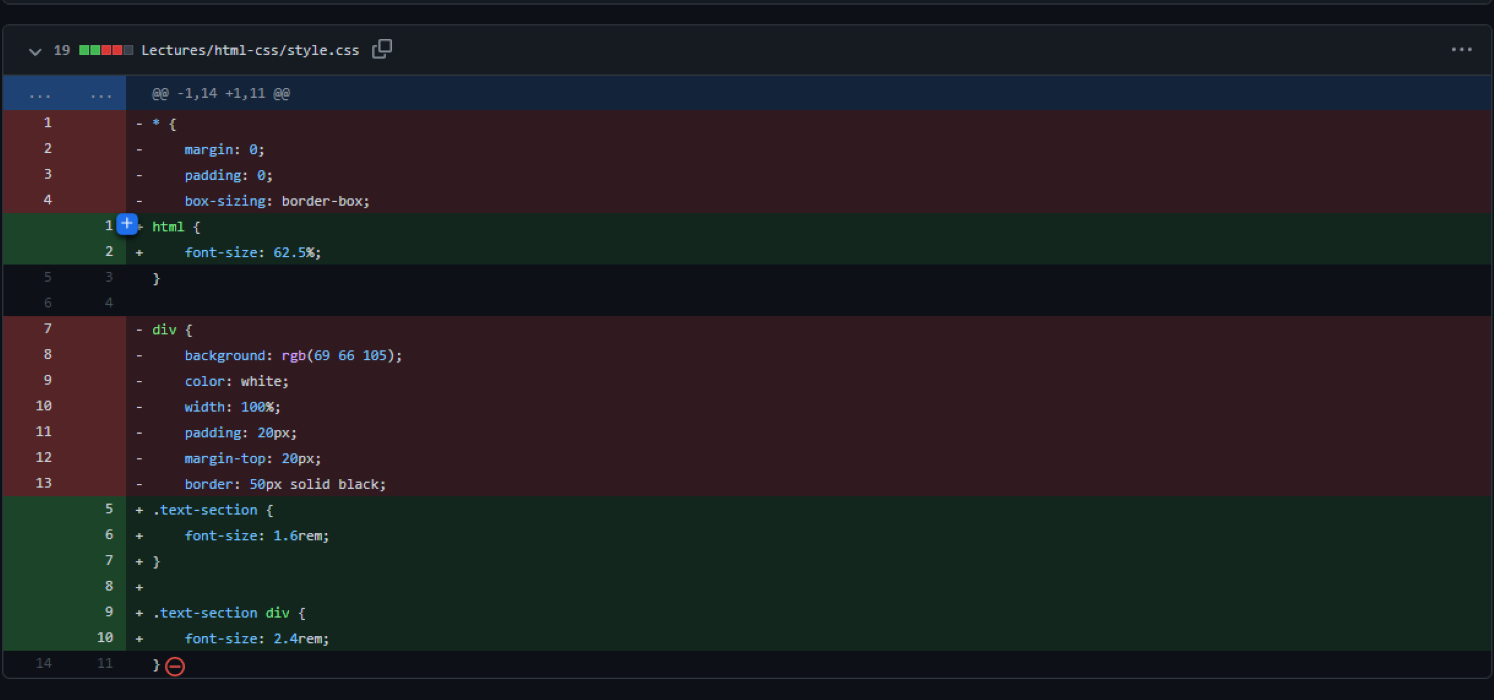 19 Lectures/html-css/style.css ...
... ... @@ -1,14 +1,11 @@
1 - * {
2 - margin: 0;
3 - padding: 0;
4 - box-sizing: border-box;
1 + html {
2 + font-size: 62.5%;
5 3 }
6 4
7 - div {
8 - background: rgb(69 66 105);
9 - color: white;
10 - width: 100%;
11 - padding: 20px;
12 - margin-top: 20px;
13 - border: 50px solid black;
5 + .text-section {
6 + font-size: 1.6rem;
7 + }
8 +
9 + .text-section div {
10 + font-size: 2.4rem;
14 11 }